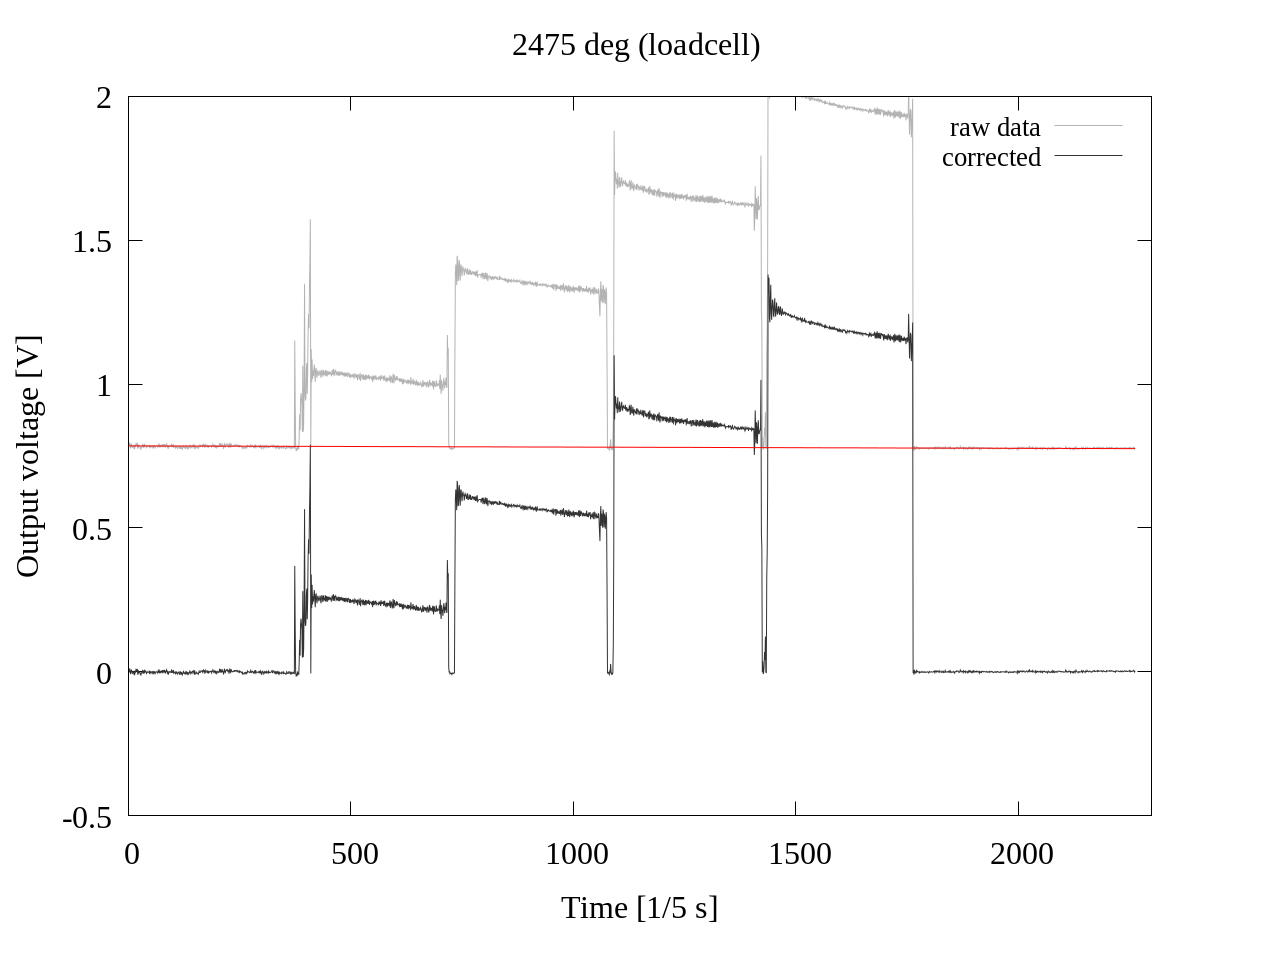 2475 deg (loadcell)
raw data
corrected
2
1.5
1
0.5
0
-0.5
Output voltage [V]
0 500 1000 1500 2000
Time [1/5 s]